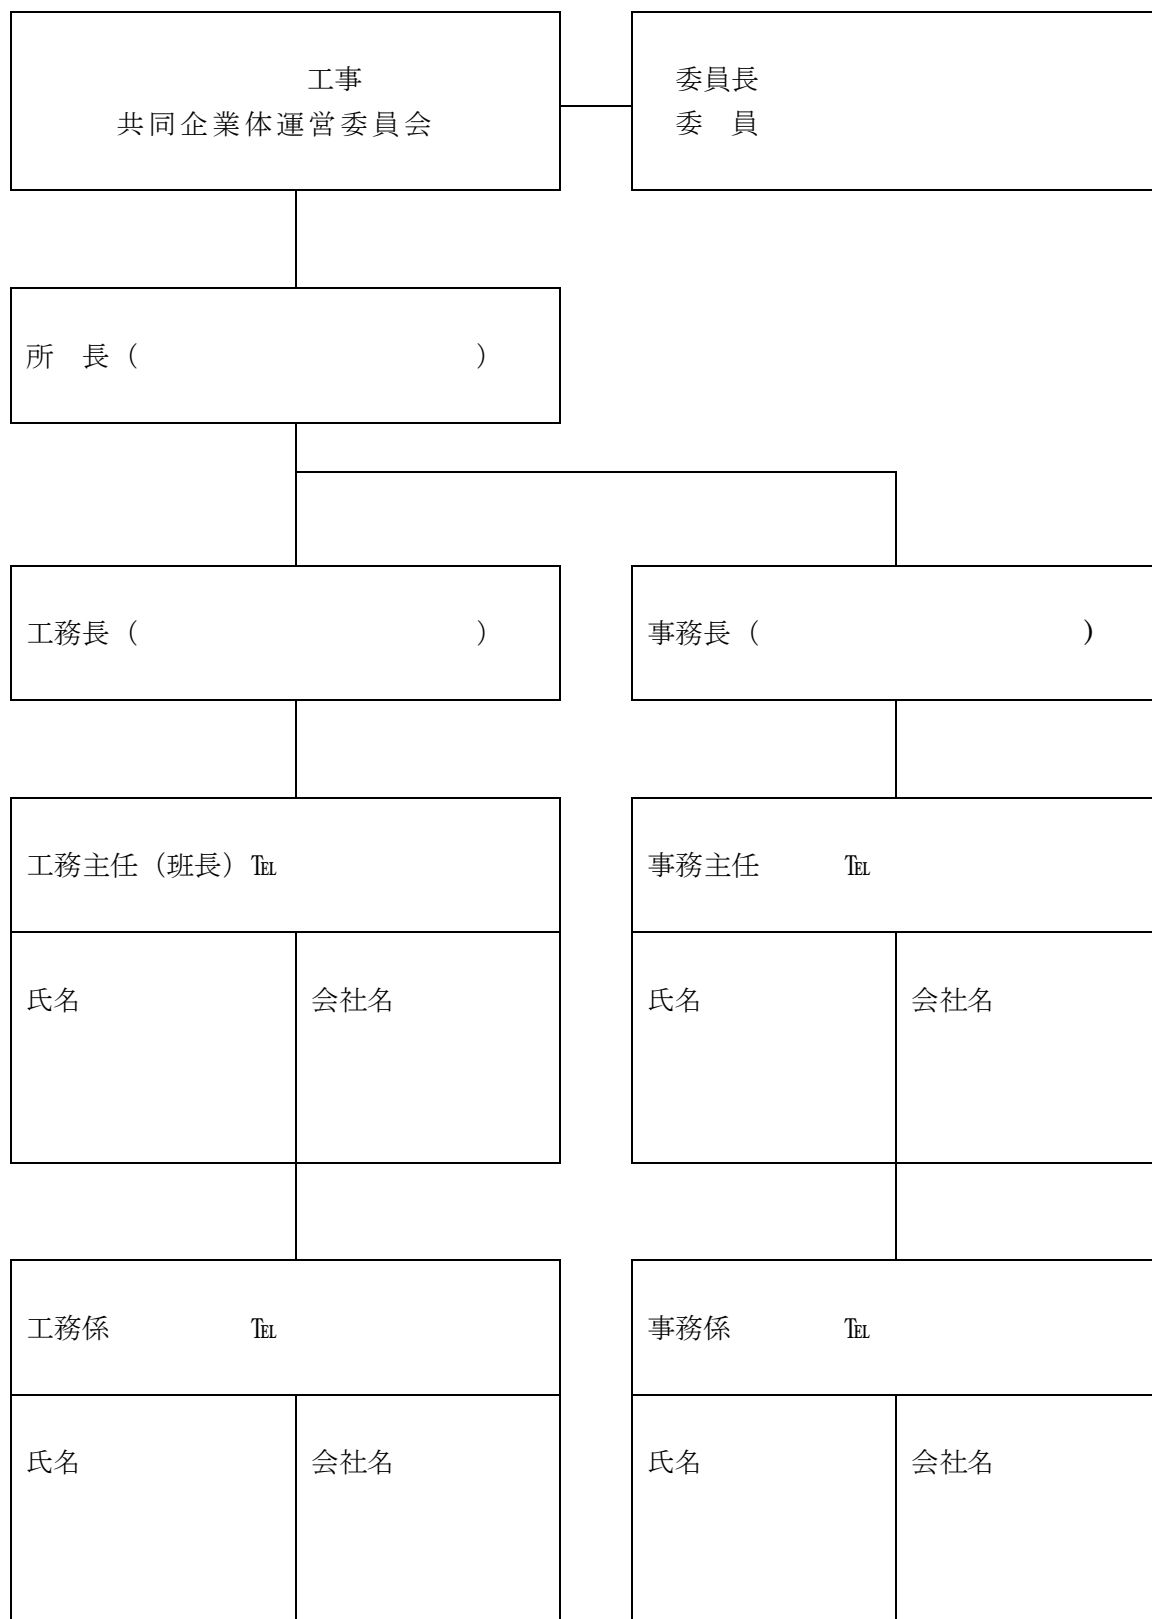 工事
共同企業体運営委員会
委員長
委　員
所　長（　　　　　　　　　　　　）
工務長（　　　　　　　　　　　　）
事務長（　　　　　　　　　　　　)
工務主任（班長）℡
事務主任　　　℡
氏名
会社名
氏名
会社名
工務係　　　　　℡
事務係　　　　℡
氏名
会社名
氏名
会社名